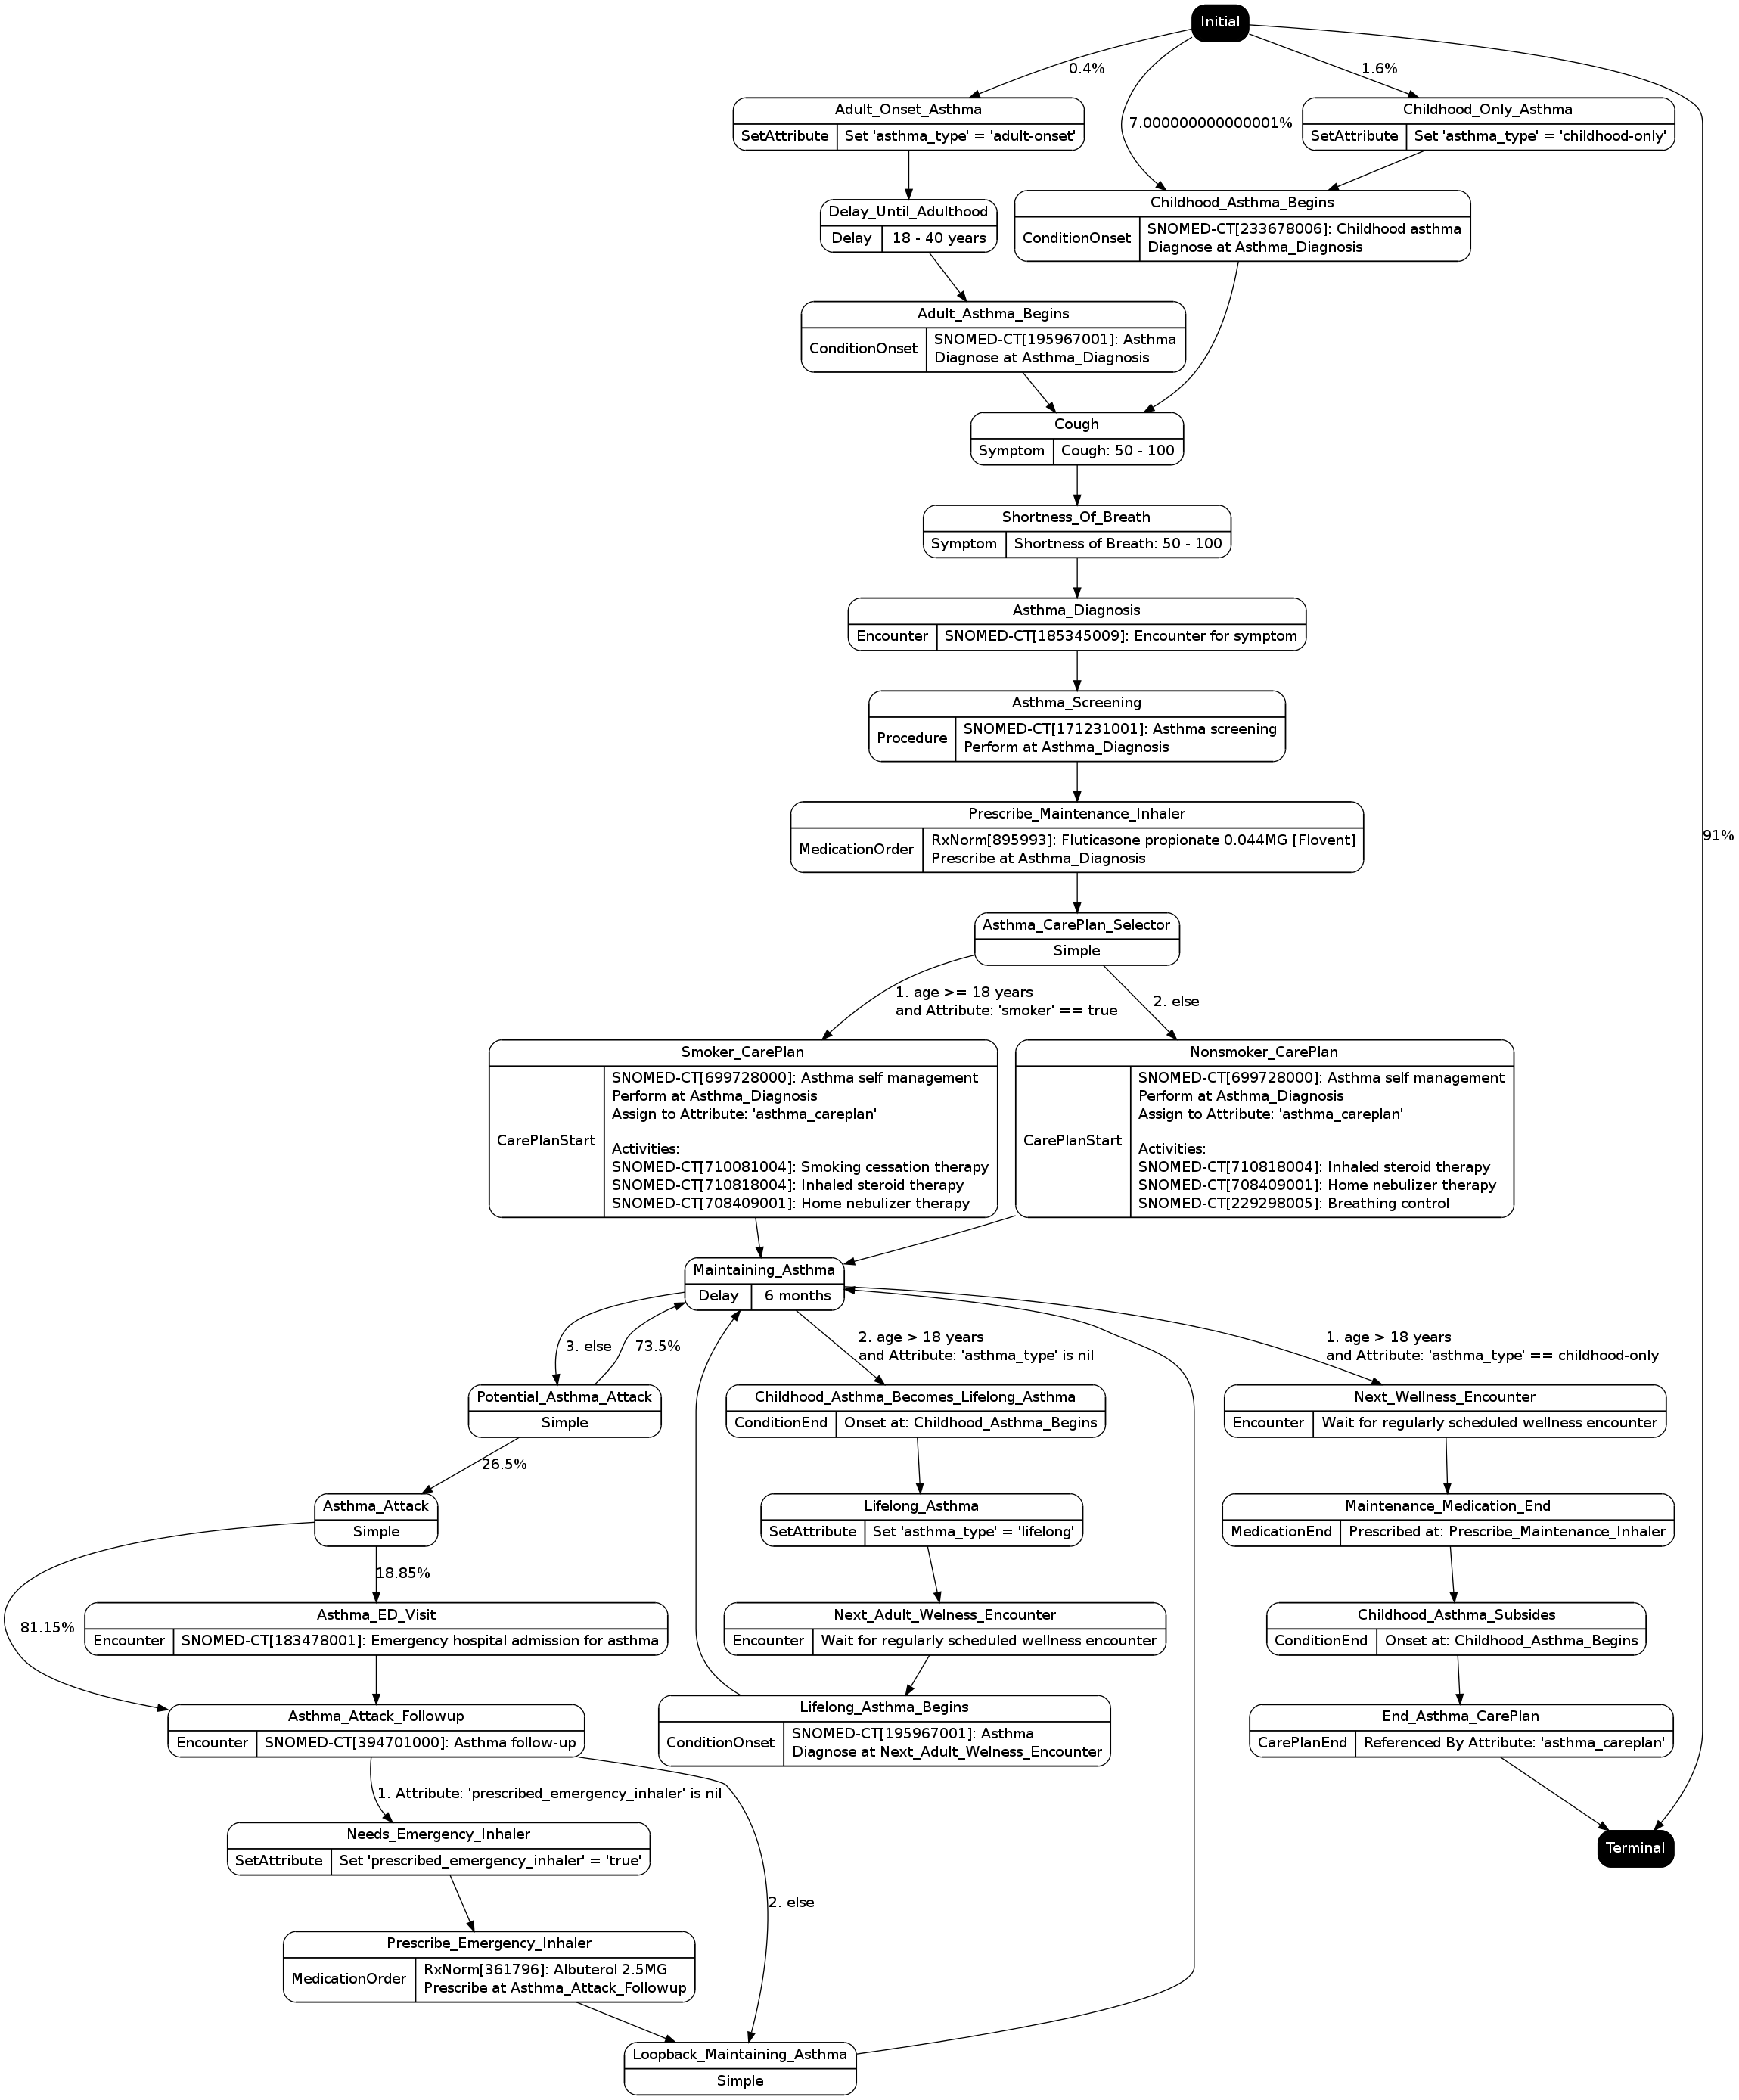 Initial
0.4%
1.6%
Adult_Onset_Asthma
SetAttribute
Set 'asthma_type' = 'adult-onset'
7.000000000000001%
Childhood_Only_Asthma
SetAttribute
Set 'asthma_type' = 'childhood-only'
Delay_Until_Adulthood
Delay
18 - 40 years
Childhood_Asthma_Begins
ConditionOnset
SNOMED-CT[233678006]: Childhood asthma
Diagnose at Asthma_Diagnosis
Adult_Asthma_Begins
ConditionOnset
SNOMED-CT[195967001]: Asthma
Diagnose at Asthma_Diagnosis
Cough
Symptom
Cough: 50 - 100
Shortness_Of_Breath
Symptom
Shortness of Breath: 50 - 100
Asthma_Diagnosis
Encounter
SNOMED-CT[185345009]: Encounter for symptom
Asthma_Screening
Procedure
SNOMED-CT[171231001]: Asthma screening
Perform at Asthma_Diagnosis
Prescribe_Maintenance_Inhaler
MedicationOrder
RxNorm[895993]: Fluticasone propionate 0.044MG [Flovent]
Prescribe at Asthma_Diagnosis
91%
Asthma_CarePlan_Selector
Simple
1. age >= 18 years
and Attribute: 'smoker' == true
2. else
Smoker_CarePlan
CarePlanStart
SNOMED-CT[699728000]: Asthma self management
Perform at Asthma_Diagnosis
Assign to Attribute: 'asthma_careplan'
Activities:
SNOMED-CT[710081004]: Smoking cessation therapy
SNOMED-CT[710818004]: Inhaled steroid therapy
SNOMED-CT[708409001]: Home nebulizer therapy
Nonsmoker_CarePlan
CarePlanStart
SNOMED-CT[699728000]: Asthma self management
Perform at Asthma_Diagnosis
Assign to Attribute: 'asthma_careplan'
Activities:
SNOMED-CT[710818004]: Inhaled steroid therapy
SNOMED-CT[708409001]: Home nebulizer therapy
SNOMED-CT[229298005]: Breathing control
Maintaining_Asthma
Delay
6 months
3. else
73.5%
2. age > 18 years
and Attribute: 'asthma_type' is nil
1. age > 18 years
and Attribute: 'asthma_type' == childhood-only
Potential_Asthma_Attack
Simple
Childhood_Asthma_Becomes_Lifelong_Asthma
ConditionEnd
Onset at: Childhood_Asthma_Begins
Next_Wellness_Encounter
Encounter
Wait for regularly scheduled wellness encounter
26.5%
Asthma_Attack
Simple
Lifelong_Asthma
SetAttribute
Set 'asthma_type' = 'lifelong'
Maintenance_Medication_End
MedicationEnd
Prescribed at: Prescribe_Maintenance_Inhaler
18.85%
81.15%
Asthma_ED_Visit
Encounter
SNOMED-CT[183478001]: Emergency hospital admission for asthma
Next_Adult_Welness_Encounter
Encounter
Wait for regularly scheduled wellness encounter
Childhood_Asthma_Subsides
ConditionEnd
Onset at: Childhood_Asthma_Begins
Asthma_Attack_Followup
Encounter
SNOMED-CT[394701000]: Asthma follow-up
Lifelong_Asthma_Begins
ConditionOnset
SNOMED-CT[195967001]: Asthma
Diagnose at Next_Adult_Welness_Encounter
End_Asthma_CarePlan
CarePlanEnd
Referenced By Attribute: 'asthma_careplan'
1. Attribute: 'prescribed_emergency_inhaler' is nil
Needs_Emergency_Inhaler
SetAttribute
Set 'prescribed_emergency_inhaler' = 'true'
Terminal
2. else
Prescribe_Emergency_Inhaler
MedicationOrder
RxNorm[361796]: Albuterol 2.5MG
Prescribe at Asthma_Attack_Followup
Loopback_Maintaining_Asthma
Simple